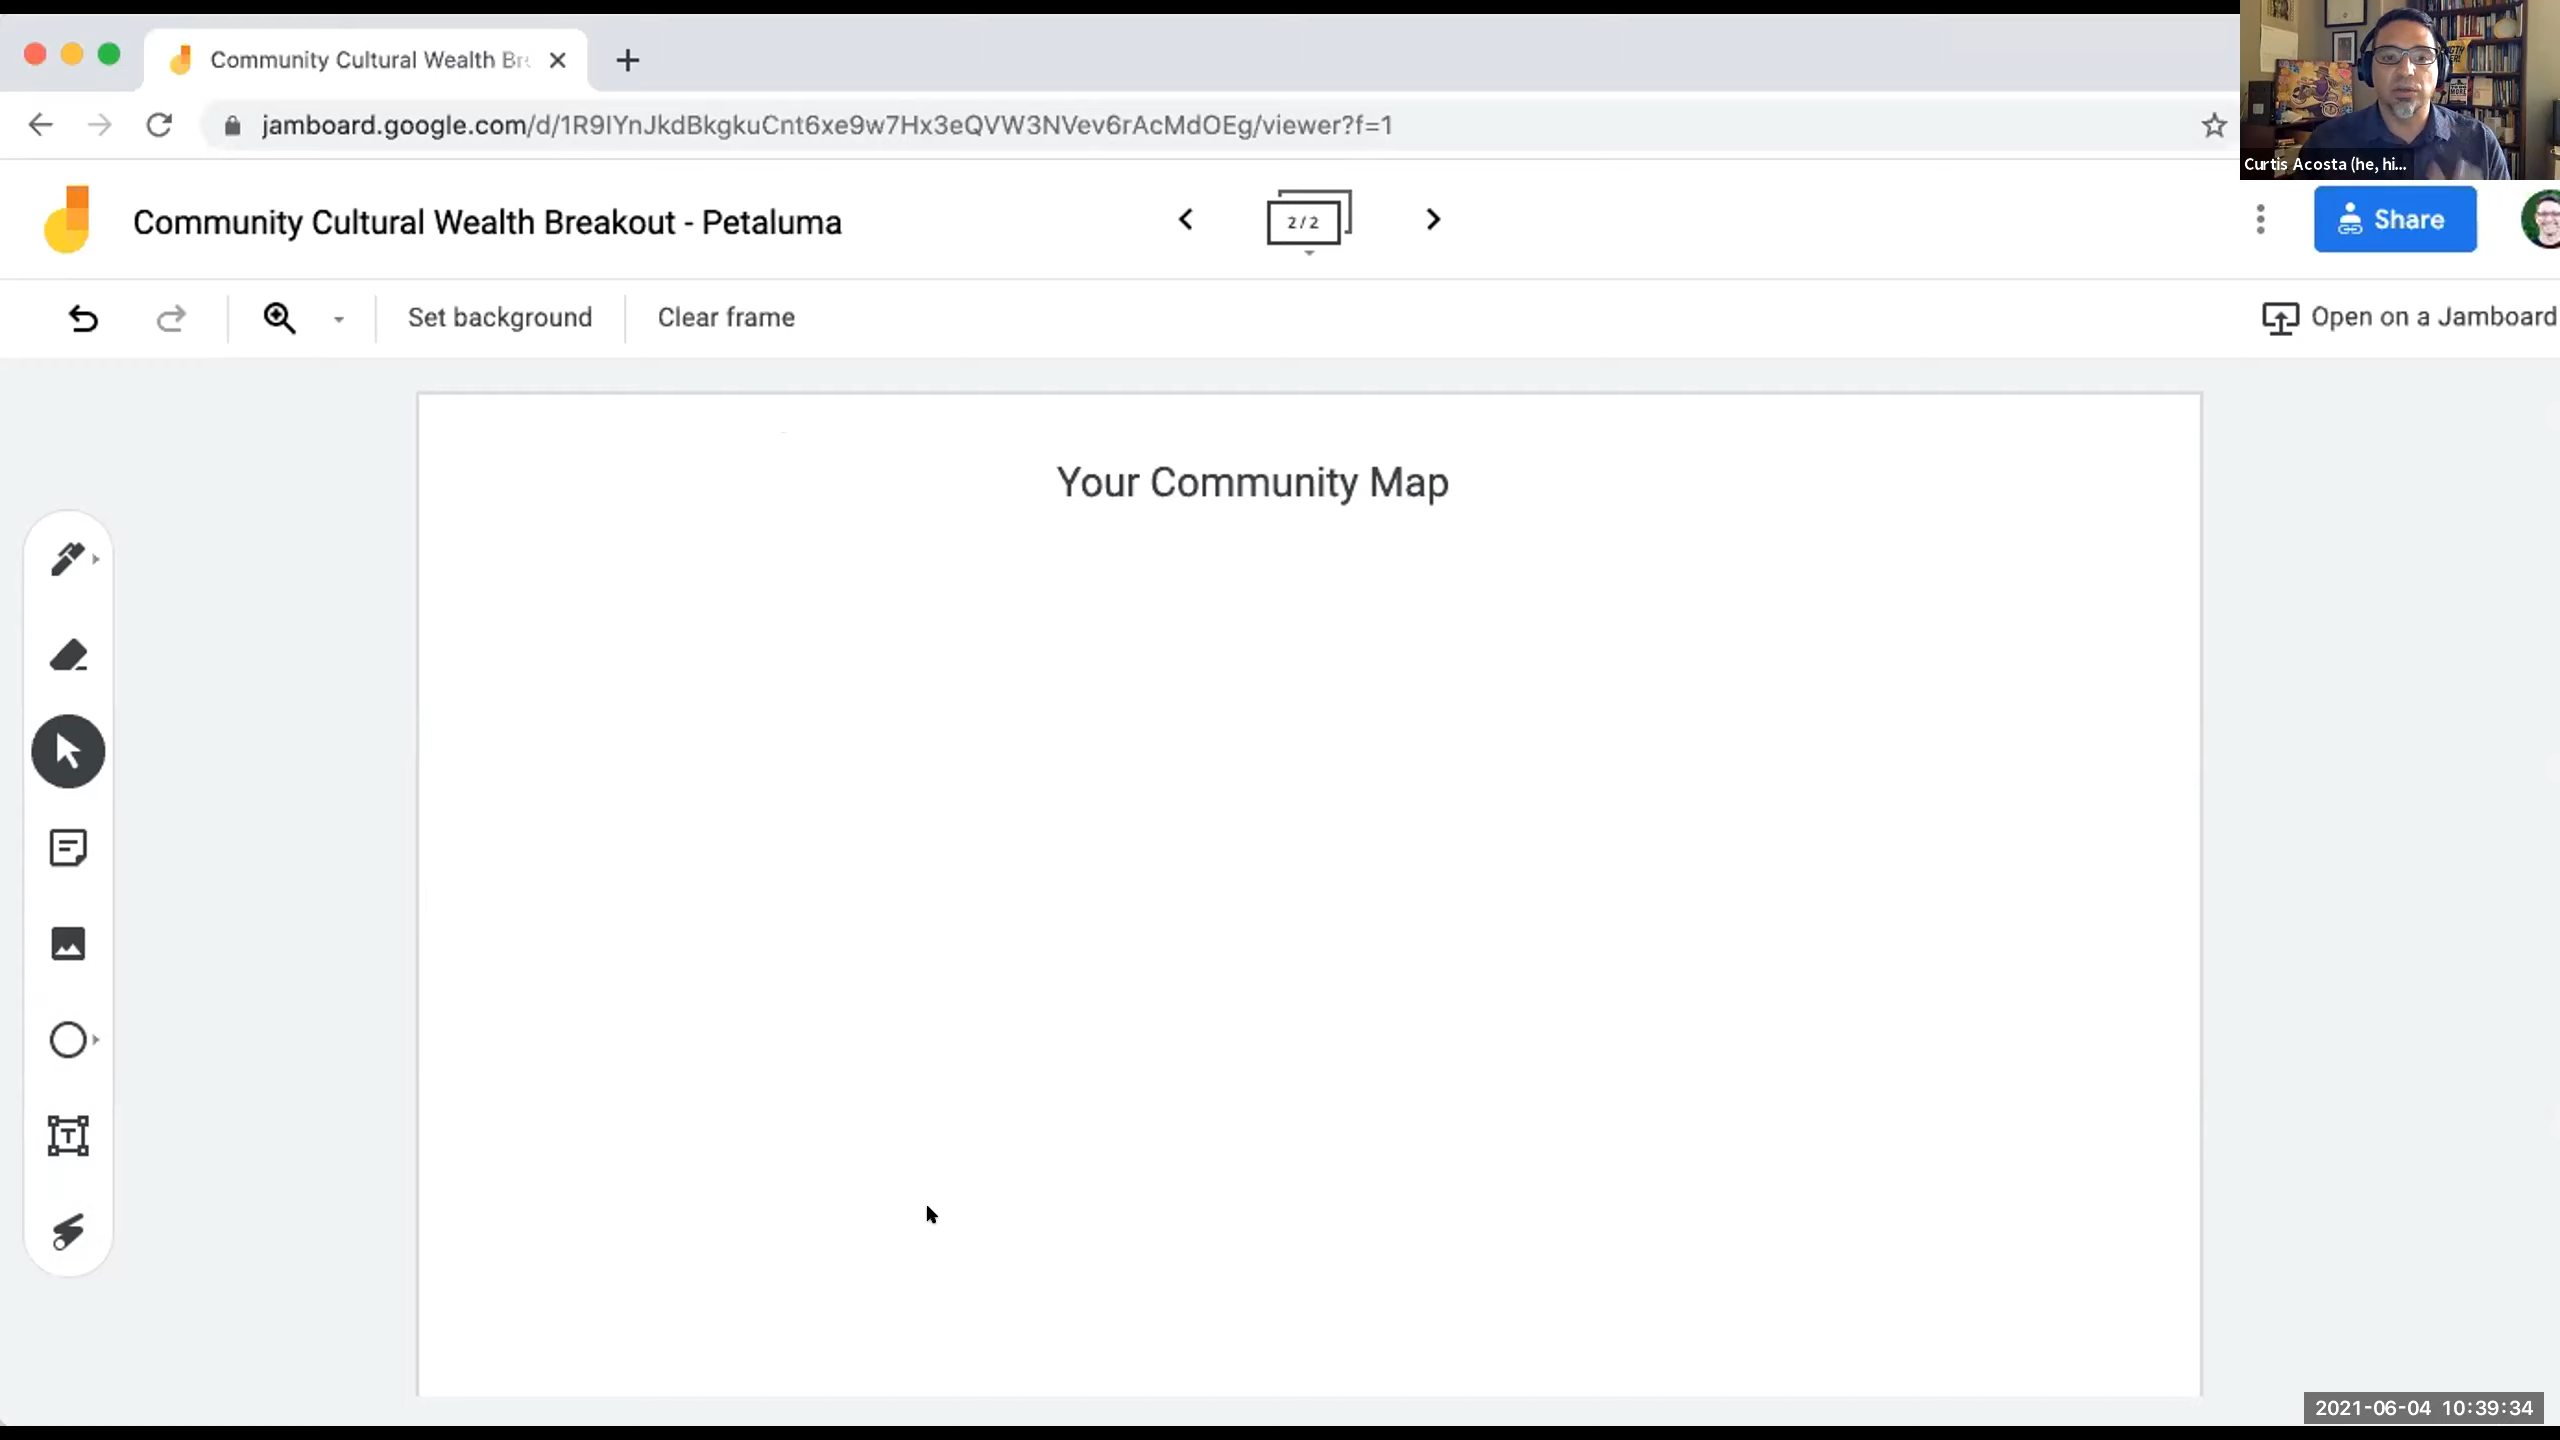 Community Cultural Wealth Br
jamboard.google.com/d/1R9IYnJkdBkgkuCnt6xe9w7Hx3eQVW3NVev6rAcMdOEg/viewer?f=1
Curtis Acosta (he, hi...
Community Cultural Wealth Breakout - Petaluma
2 / 2
Share
Set background
Clear frame
Open on a Jamboard
Your Community Map
2021-06-04 10:39:34